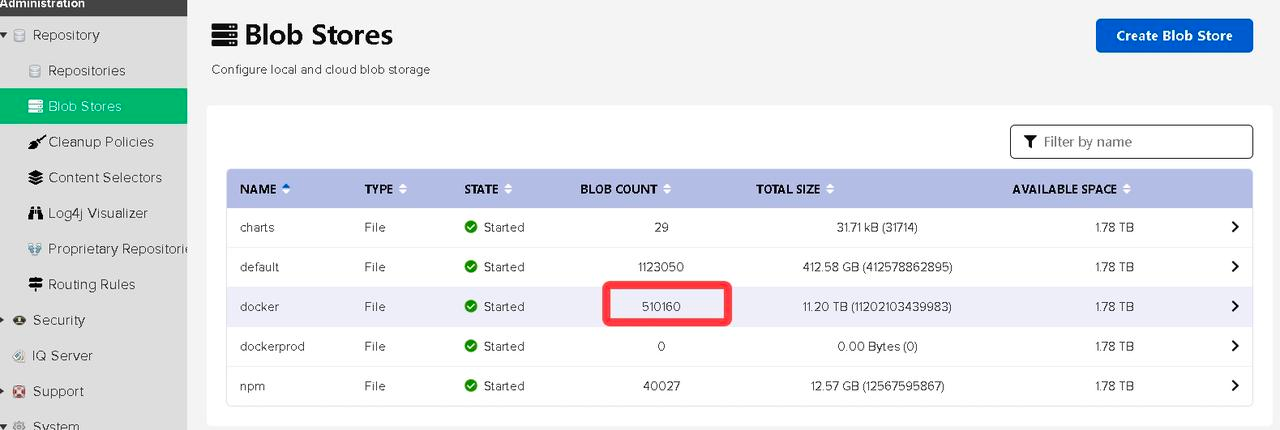 Administration
Repository
Repositories
Blob Stores
Cleanup Policies
Content Selectors
Log4j Visualizer
Proprietary Repositorie
Routing Rules
Security
IQ Server
Support
System
Blob Stores
Create Blob Store
Configure local and cloud blob storage
Filter by name
NAME TYPE STATE BLOB COUNT TOTAL SIZE AVAILABLE SPACE
charts File Started 29 31.71 kB (31714) 1.78 TB
default File Started 1123050 412.58 GB (412578862895) 1.78 TB
docker File Started 510160 11.20 TB (11202103439983) 1.78 TB
dockerprod File Started 0 0.00 Bytes (0) 1.78 TB
npm File Started 40027 12.57 GB (12567595867) 1.78 TB